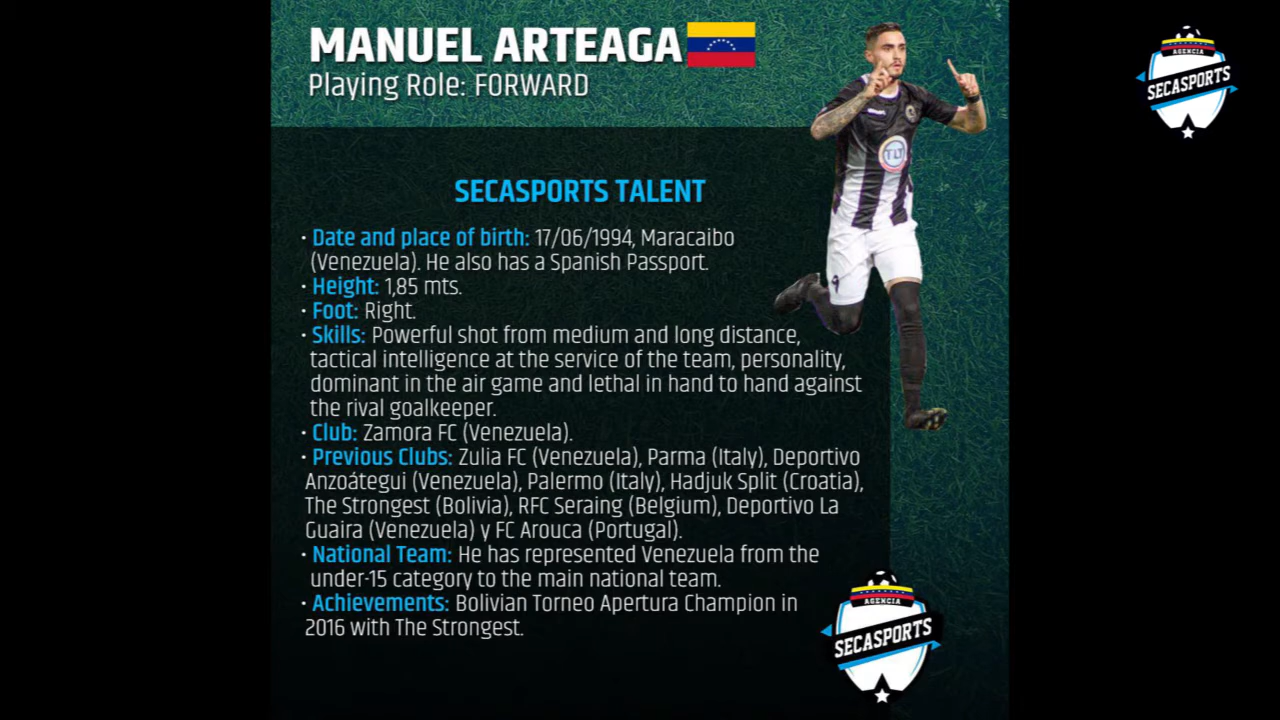 MANUEL ARTEAGA
Playing Role: FORWARD
AGENCIA
SECASPORTS
TLT
SECASPORTS TALENT
• Date and place of birth: 17/06/1994, Maracaibo
(Venezuela). He also has a Spanish Passport.
• Height: 1,85 mts.
• Foot: Right.
• Skills: Powerful shot from medium and long distance,
tactical intelligence at the service of the team, personality,
dominant in the air game and lethal in hand to hand against
the rival goalkeeper.
• Club: Zamora FC (Venezuela).
• Previous Clubs: Zulia FC (Venezuela), Parma (Italy), Deportivo
Anzoátegui (Venezuela), Palermo (Italy), Hadjuk Split (Croatia),
The Strongest (Bolivia), RFC Seraing (Belgium), Deportivo La
Guaira (Venezuela) y FC Arouca (Portugal).
• National Team: He has represented Venezuela from the
under-15 category to the main national team.
• Achievements: Bolivian Torneo Apertura Champion in
2016 with The Strongest.
AGENCIA
SECASPORTS